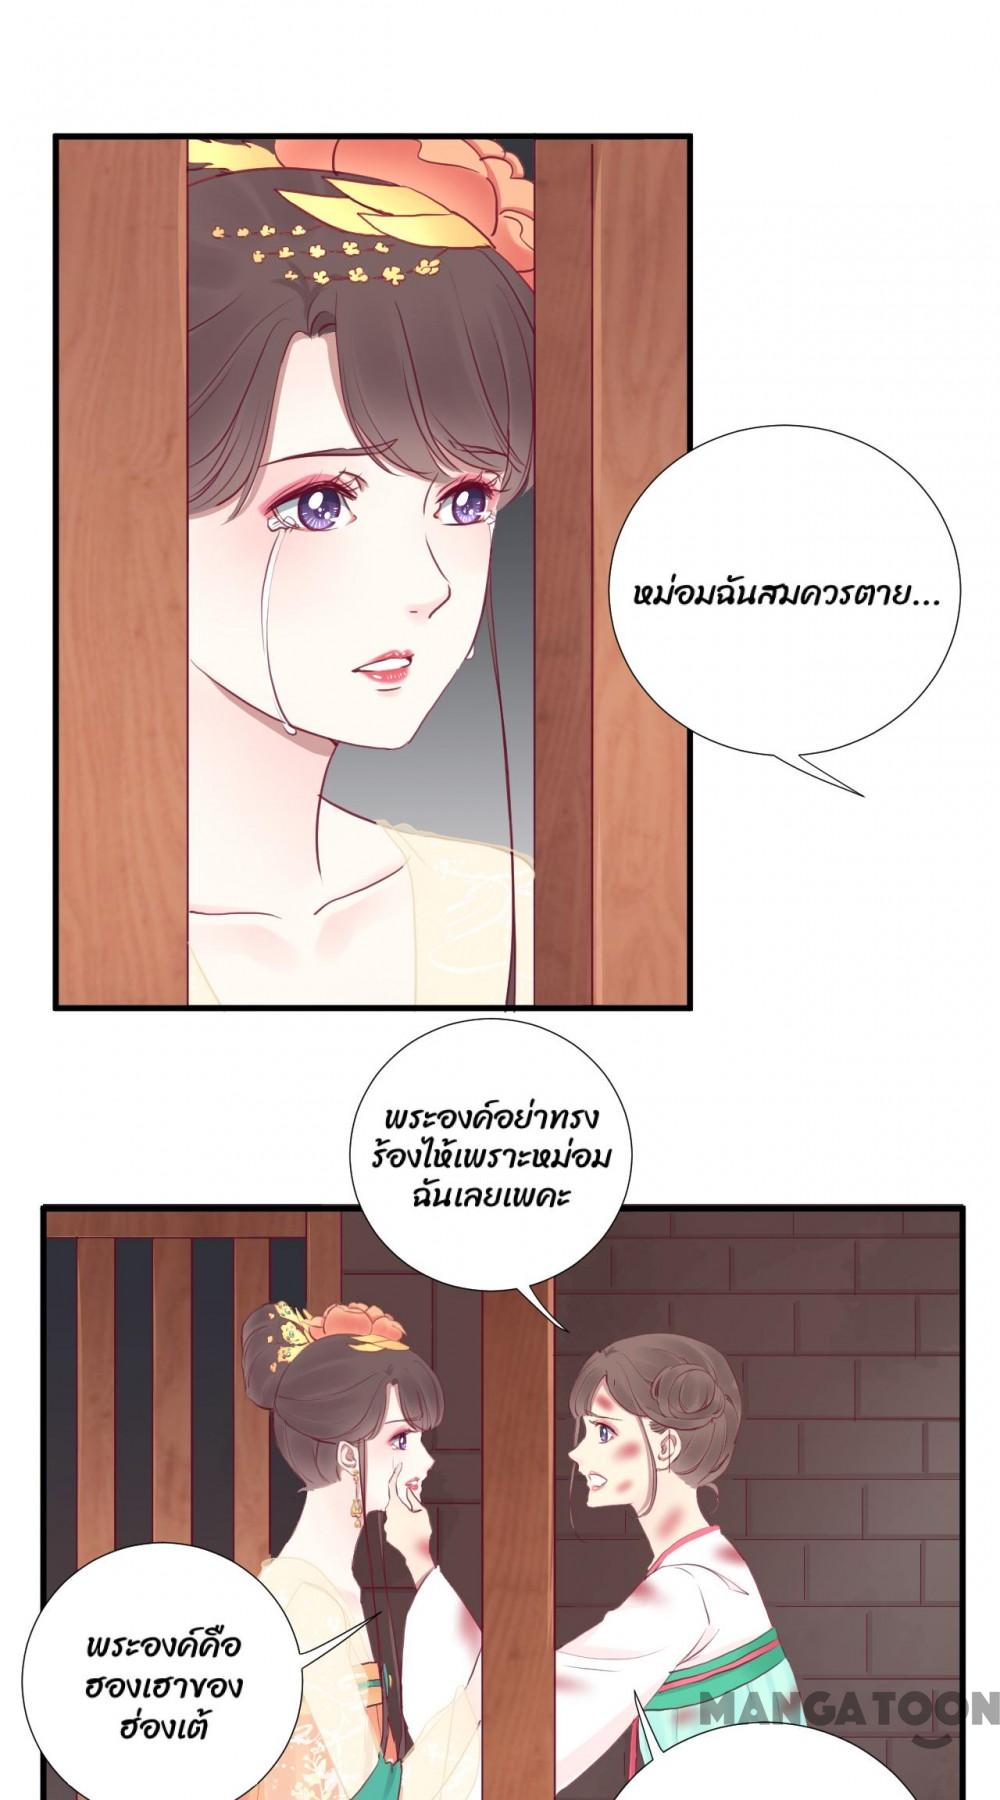 หม่อมฉันสมควรตาย...
พระองค์อย่าทรง
ร้องไห้เพราะหม่อม
ฉันเลยเพคะ
พระองค์คือ
ฮองเฮาของ
ฮ่องเต้
MANGATOON